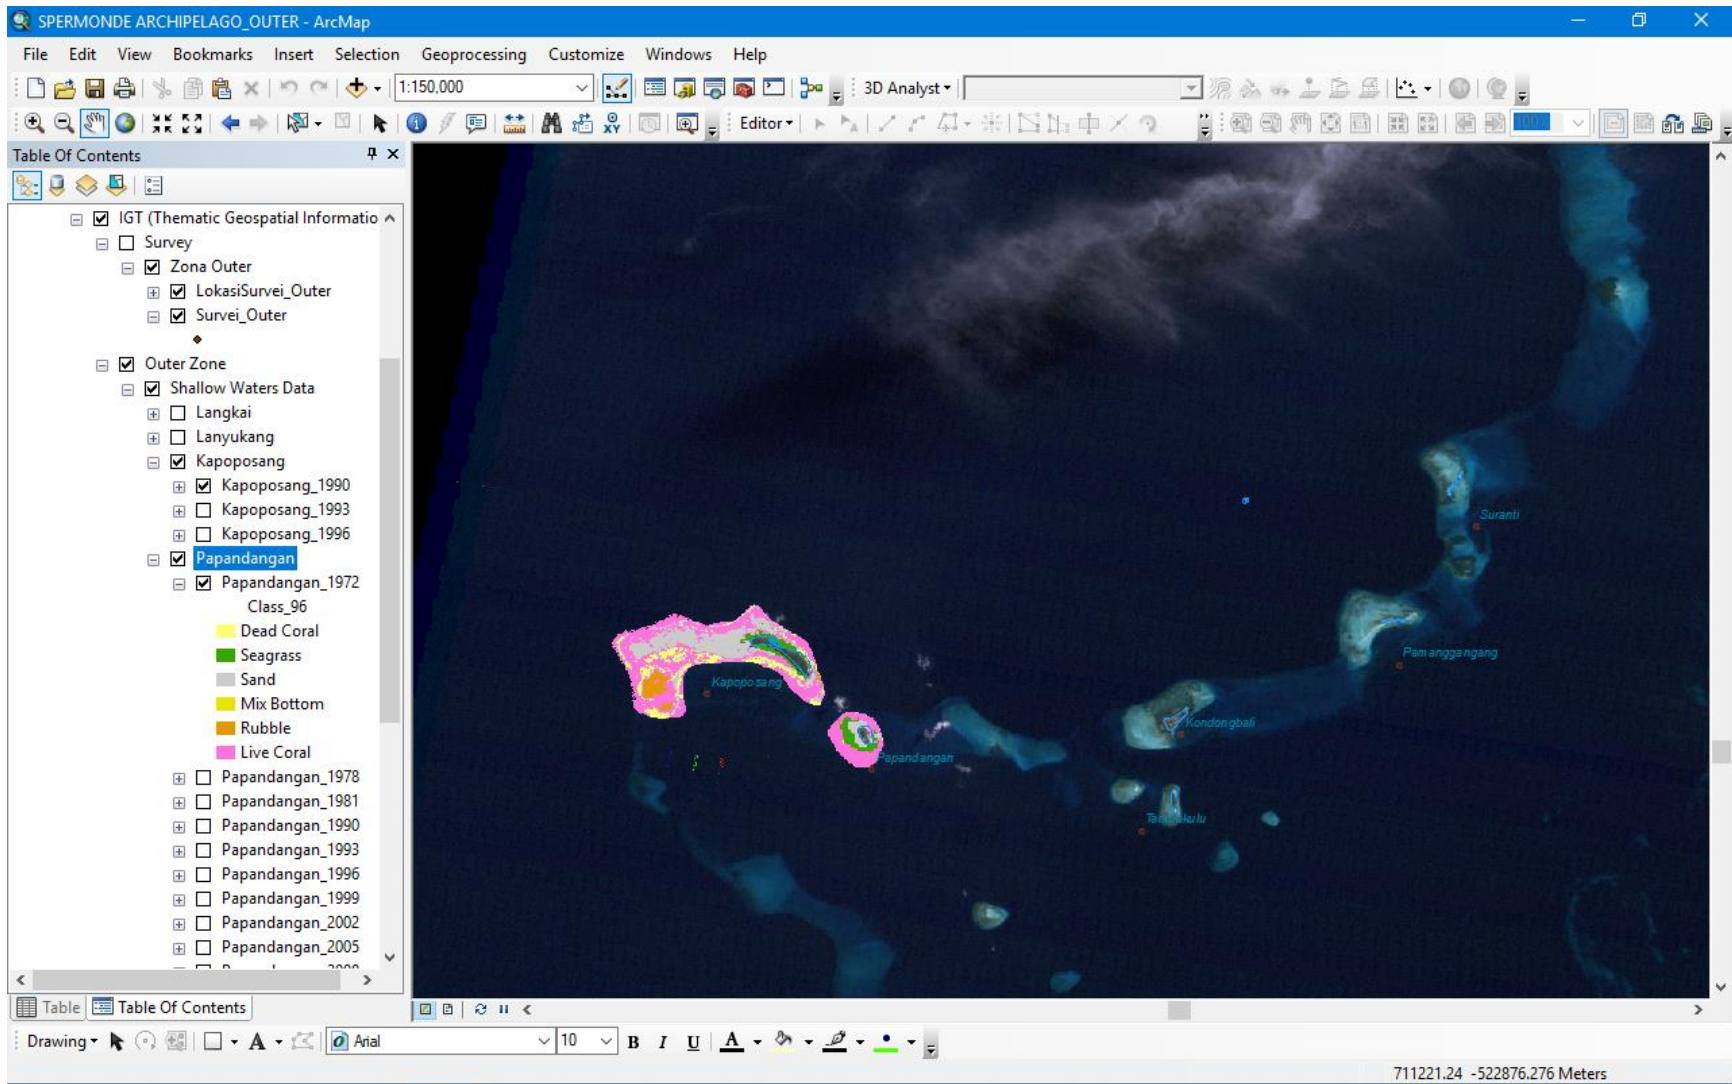 SPERMONDE ARCHIPELAGO_OUTER - ArcMap
File Edit View Bookmarks Insert Selection Geoprocessing Customize Windows Help
1:150,000
3D Analyst
Editor
100%
Table Of Contents
IGT (Thematic Geospatial Informatio
Survey
Zona Outer
LokasiSurvei_Outer
Survei_Outer
Outer Zone
Shallow Waters Data
Langkai
Lanyukang
Kapoposang
Kapoposang_1990
Kapoposang_1993
Kapoposang_1996
Papandangan
Papandangan_1972
Class_96
Dead Coral
Seagrass
Sand
Mix Bottom
Rubble
Live Coral
Papandangan_1978
Papandangan_1981
Papandangan_1990
Papandangan_1993
Papandangan_1996
Papandangan_1999
Papandangan_2002
Papandangan_2005
Suranti
Pamanggangang
Kapoposang
Kondongbali
Papandangan
Table
Table Of Contents
Drawing
A
Arial
10
B I U A
711221.24 -522876.276 Meters